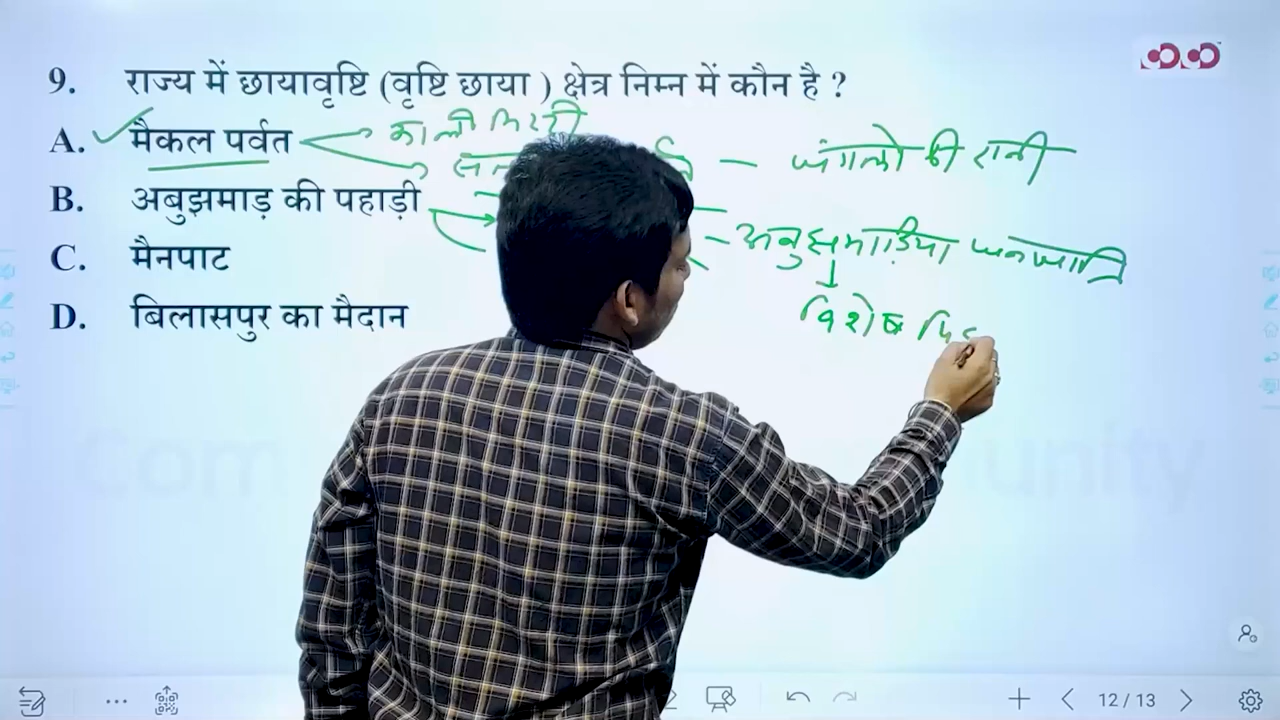 9. राज्य में छायावृष्टि (वृष्टि छाया ) क्षेत्र निम्न में कौन है ?
A. मैकल पर्वत काली मिट्टी
जंगलो की रानी
B. अबुझमाड़ की पहाड़ी
अबुझमाड़िया जनजाति
C. मैनपाट
विशेष
D. बिलासपुर का मैदान
12 / 13